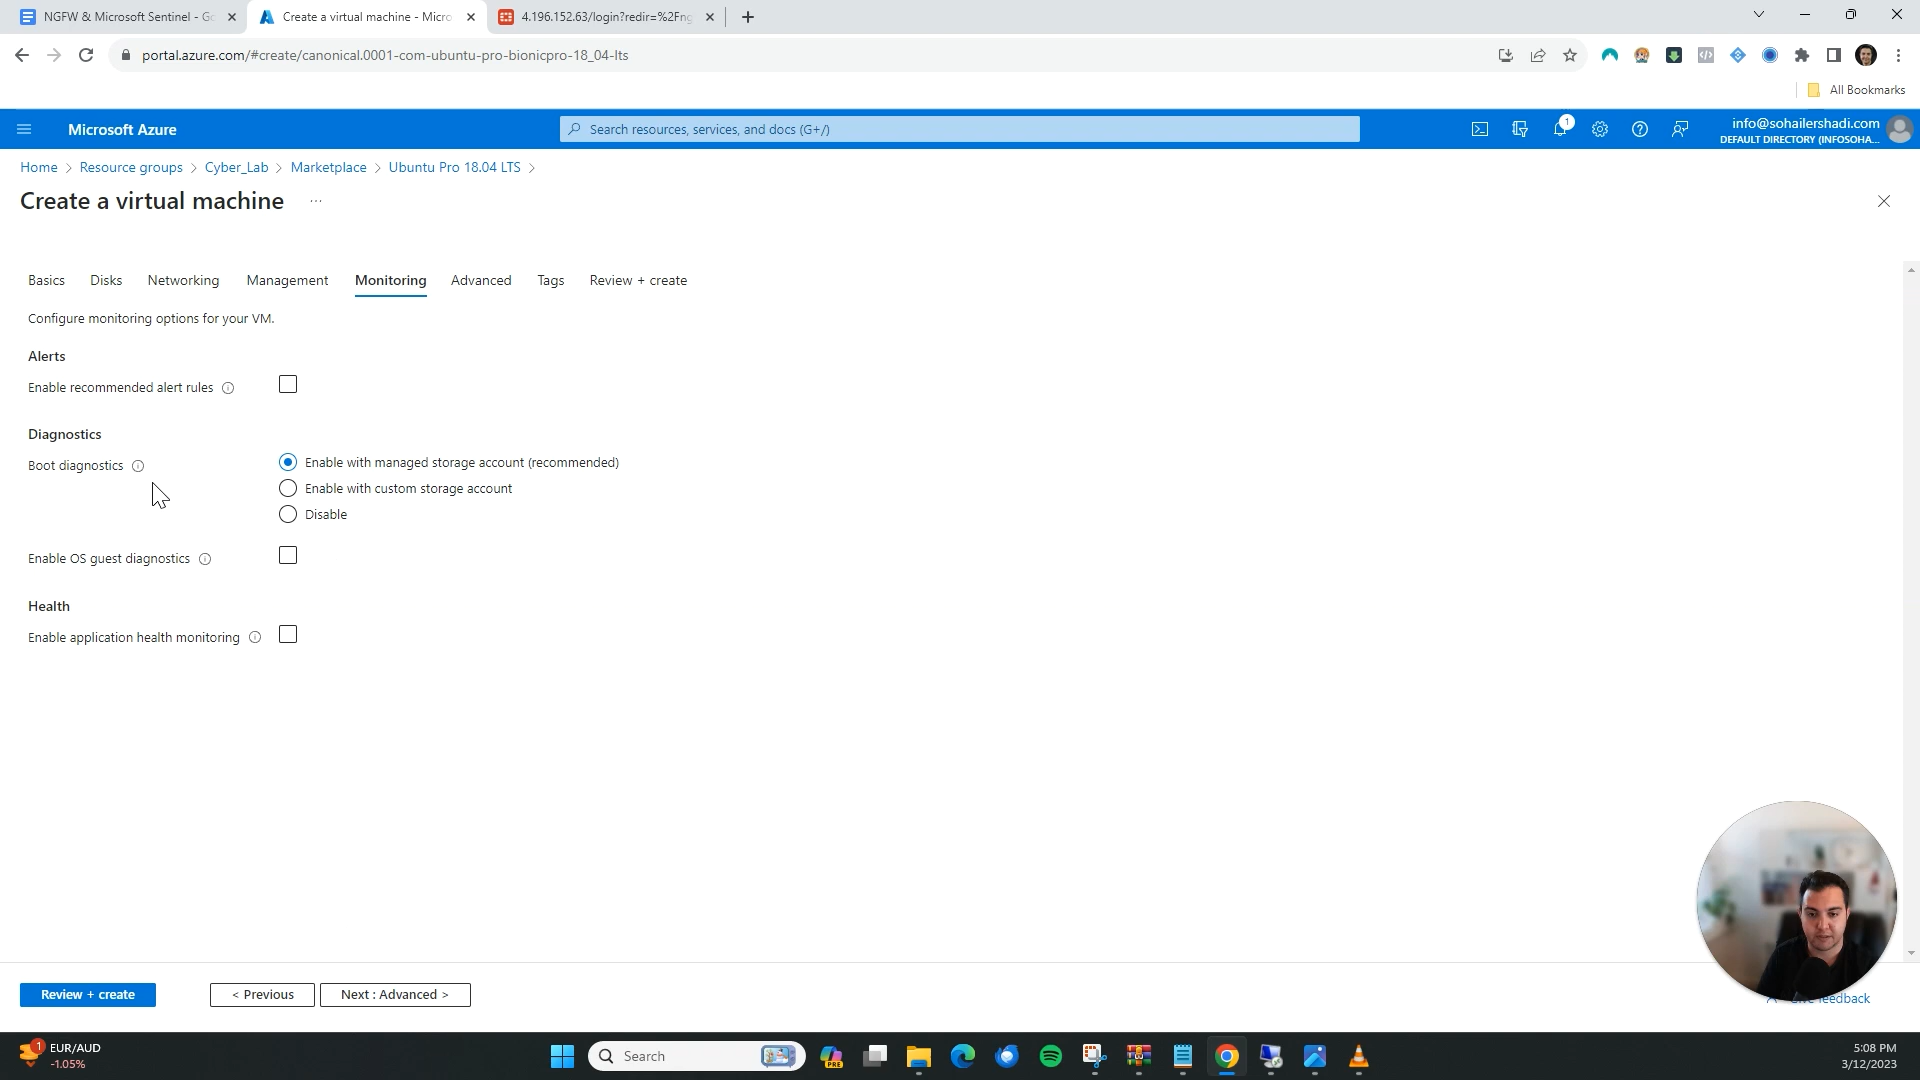 NGFW & Microsoft Sentinel - Go
Create a virtual machine - Micro
4.196.152.63/login?redir=%2Fng
portal.azure.com/#create/canonical.0001-com-ubuntu-pro-bionicpro-18_04-lts
All Bookmarks
Microsoft Azure
Search resources, services, and docs (G+/)
1
info@sohailershadi.com
DEFAULT DIRECTORY (INFOSOHA...
Home > Resource groups > Cyber_Lab > Marketplace > Ubuntu Pro 18.04 LTS >
Create a virtual machine ...
Basics Disks Networking Management Monitoring Advanced Tags Review + create
Configure monitoring options for your VM.
Alerts
Enable recommended alert rules
Diagnostics
Boot diagnostics
Enable with managed storage account (recommended)
Enable with custom storage account
Disable
Enable OS guest diagnostics
Health
Enable application health monitoring
Review + create
< Previous
Next : Advanced >
feedback
1
EUR/AUD
-1.05%
Search
PRE
5:08 PM
3/12/2023